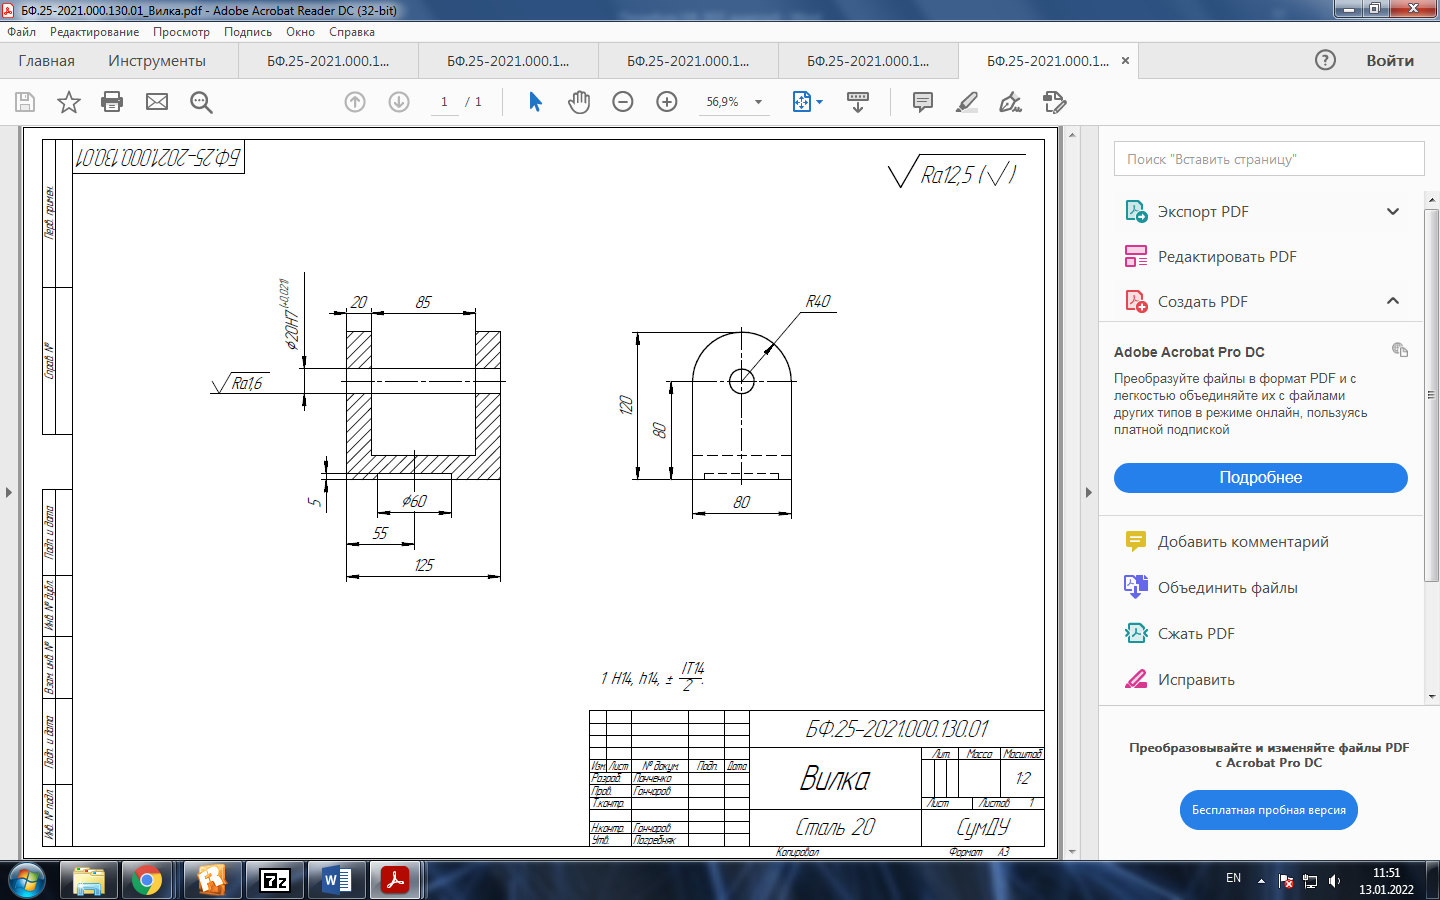 БФ.25-2021.000.130.01_Вилка.pdf - Adobe Acrobat Reader DC (32-bit)
Файл Редактирование Просмотр Подпись Окно Справка
Главная Инструменты БФ.25-2021.000.1... БФ.25-2021.000.1... БФ.25-2021.000.1... БФ.25-2021.000.1... БФ.25-2021.000.1... × ? Войти
1 / 1 56,9%
БФ.25-2021.000.130.01
Ra12,5 (√)
Перв. примен.
Справ. №
Подп. и дата
Инв. № дубл.
Взам. инв. №
Подп. и дата
Инв. № подл.
20 85
⌀20H7(+0,021)
Ra1,6
5
⌀60
55
125
R40
120
80
80
1 H14, h14, ± IT14
2.
БФ.25-2021.000.130.01
Изм. Лист № докум. Подп. Дата
Разраб. Панченко
Пров. Гончаров
Т.контр.
Н.контр. Гончаров
Утв. Погребняк
Вилка
Сталь 20
Лит. Масса Масштаб
1:2
Лист Листов 1
СумДУ
Копировал Формат А3
Поиск "Вставить страницу"
Экспорт PDF
Редактировать PDF
Создать PDF
Adobe Acrobat Pro DC
Преобразуйте файлы в формат PDF и с
легкостью объединяйте их с файлами
других типов в режиме онлайн, пользуясь
платной подпиской
Подробнее
Добавить комментарий
Объединить файлы
Сжать PDF
Исправить
Преобразовывайте и изменяйте файлы PDF
с Acrobat Pro DC
Бесплатная пробная версия
7z W EN 11:51
13.01.2022